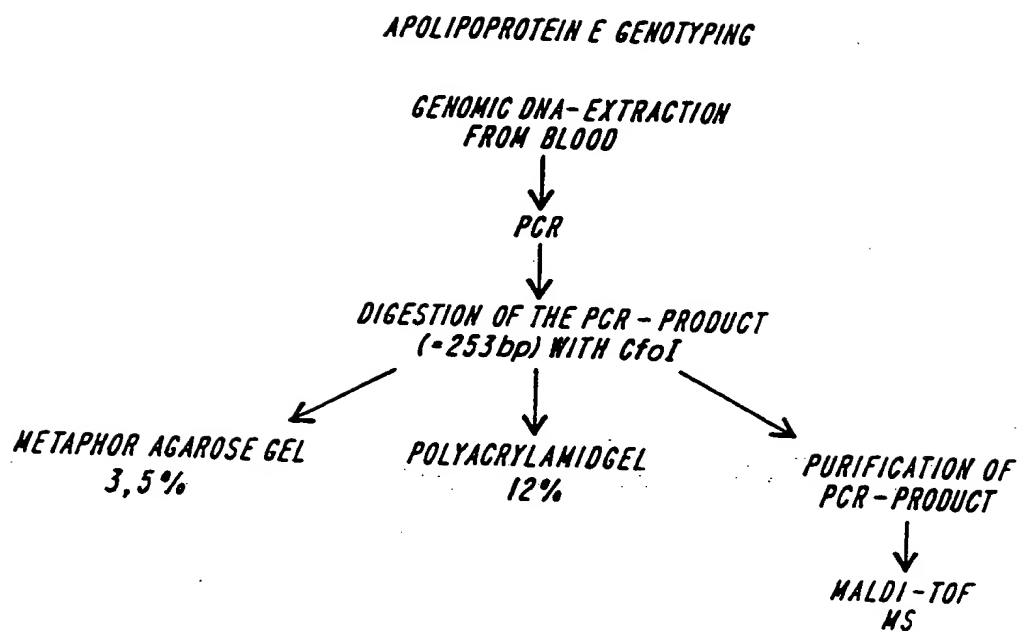 APOLIPOPROTEIN E GENOTYPING
GENOMIC DNA-EXTRACTION
FROM BLOOD
PCR
DIGESTION OF THE PCR-PRODUCT
(=253bp) WITH CfoI
METAPHOR AGAROSE GEL
3,5%
POLYACRYLAMIDGEL
12%
PURIFICATION OF
PCR-PRODUCT
MALDI-TOF
MS